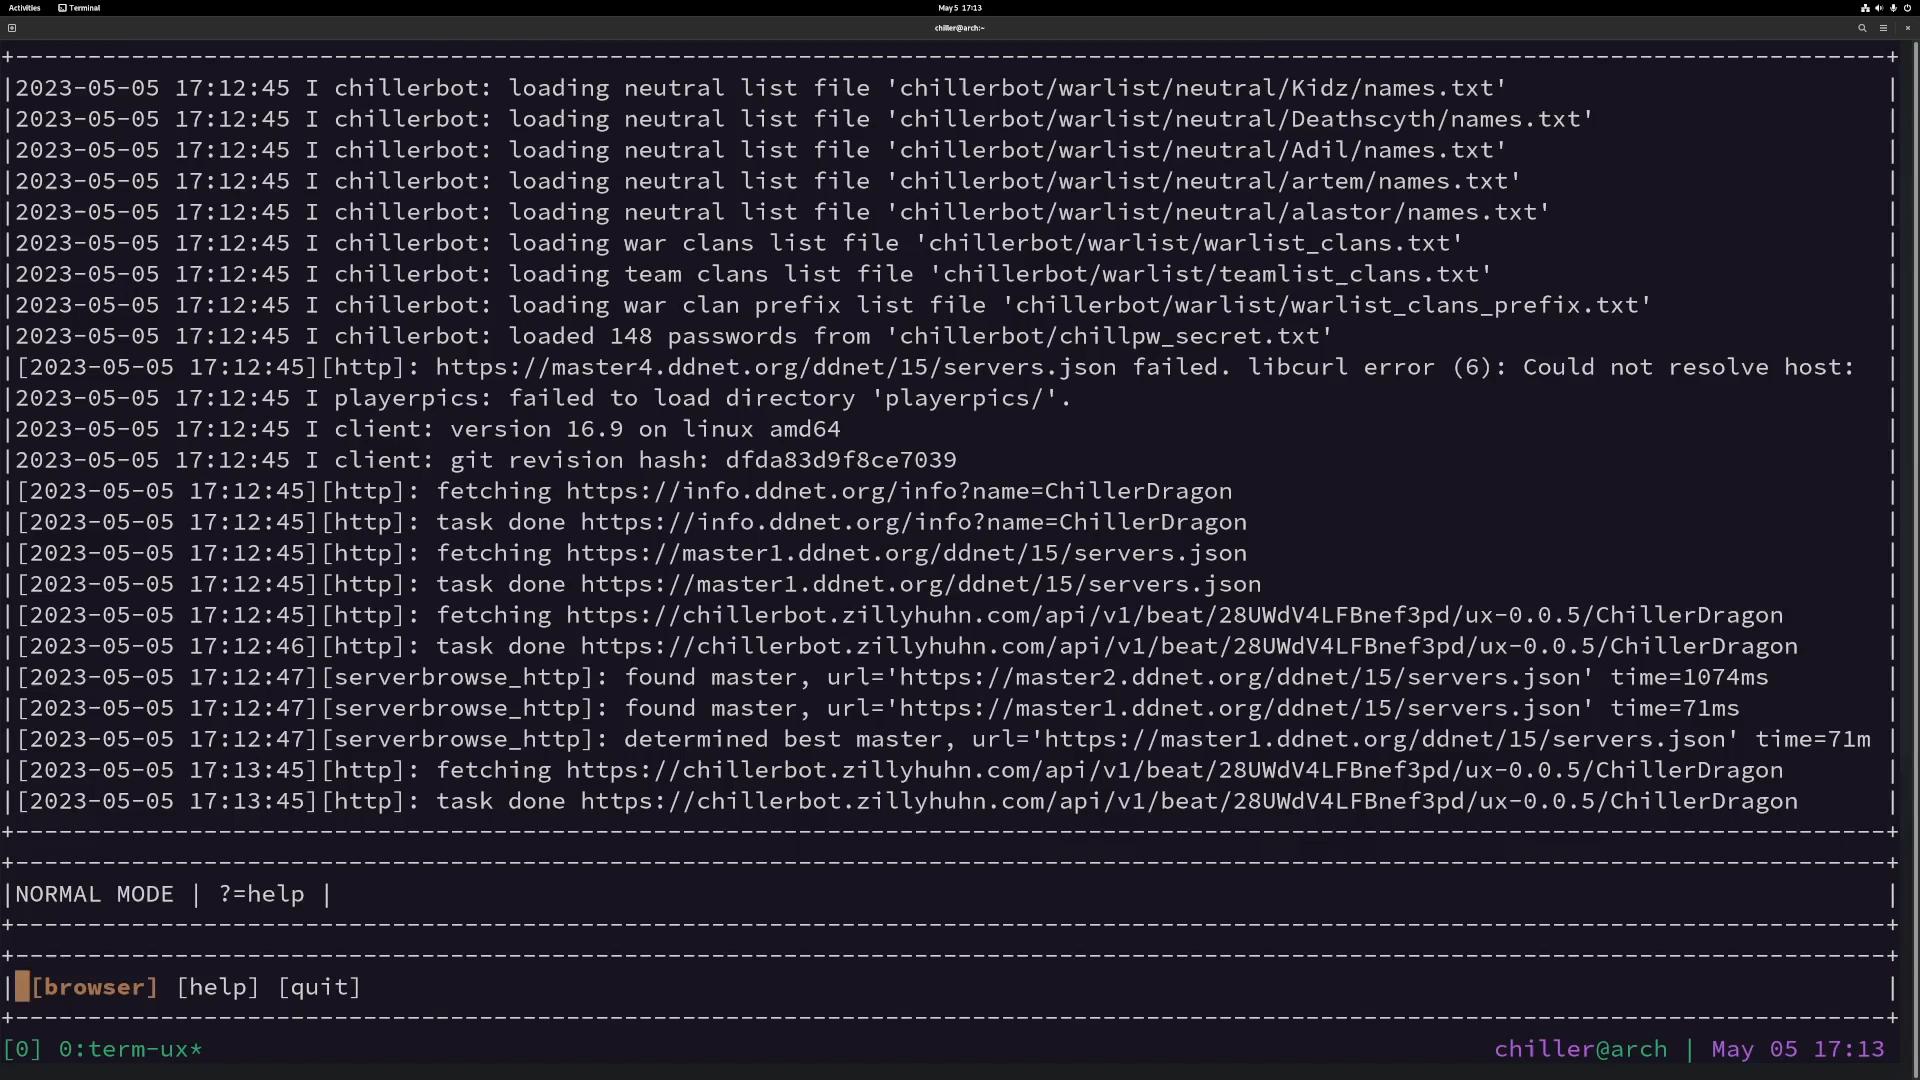 Activities Terminal May 5 17:13
chiller@arch:~
+----------------------------------------------------------------------------------------------------------------------------------+
|2023-05-05 17:12:45 I chillerbot: loading neutral list file 'chillerbot/warlist/neutral/Kidz/names.txt' |
|2023-05-05 17:12:45 I chillerbot: loading neutral list file 'chillerbot/warlist/neutral/Deathscyth/names.txt' |
|2023-05-05 17:12:45 I chillerbot: loading neutral list file 'chillerbot/warlist/neutral/Adil/names.txt' |
|2023-05-05 17:12:45 I chillerbot: loading neutral list file 'chillerbot/warlist/neutral/artem/names.txt' |
|2023-05-05 17:12:45 I chillerbot: loading neutral list file 'chillerbot/warlist/neutral/alastor/names.txt' |
|2023-05-05 17:12:45 I chillerbot: loading war clans list file 'chillerbot/warlist/warlist_clans.txt' |
|2023-05-05 17:12:45 I chillerbot: loading team clans list file 'chillerbot/warlist/teamlist_clans.txt' |
|2023-05-05 17:12:45 I chillerbot: loading war clan prefix list file 'chillerbot/warlist/warlist_clans_prefix.txt' |
|2023-05-05 17:12:45 I chillerbot: loaded 148 passwords from 'chillerbot/chillpw_secret.txt' |
|[2023-05-05 17:12:45][http]: https://master4.ddnet.org/ddnet/15/servers.json failed. libcurl error (6): Could not resolve host: |
|2023-05-05 17:12:45 I playerpics: failed to load directory 'playerpics/'. |
|2023-05-05 17:12:45 I client: version 16.9 on linux amd64 |
|2023-05-05 17:12:45 I client: git revision hash: dfda83d9f8ce7039 |
|[2023-05-05 17:12:45][http]: fetching https://info.ddnet.org/info?name=ChillerDragon |
|[2023-05-05 17:12:45][http]: task done https://info.ddnet.org/info?name=ChillerDragon |
|[2023-05-05 17:12:45][http]: fetching https://master1.ddnet.org/ddnet/15/servers.json |
|[2023-05-05 17:12:45][http]: task done https://master1.ddnet.org/ddnet/15/servers.json |
|[2023-05-05 17:12:45][http]: fetching https://chillerbot.zillyhuhn.com/api/v1/beat/28UWdV4LFBnef3pd/ux-0.0.5/ChillerDragon |
|[2023-05-05 17:12:46][http]: task done https://chillerbot.zillyhuhn.com/api/v1/beat/28UWdV4LFBnef3pd/ux-0.0.5/ChillerDragon |
|[2023-05-05 17:12:47][serverbrowse_http]: found master, url='https://master2.ddnet.org/ddnet/15/servers.json' time=1074ms |
|[2023-05-05 17:12:47][serverbrowse_http]: found master, url='https://master1.ddnet.org/ddnet/15/servers.json' time=71ms |
|[2023-05-05 17:12:47][serverbrowse_http]: determined best master, url='https://master1.ddnet.org/ddnet/15/servers.json' time=71m |
|[2023-05-05 17:13:45][http]: fetching https://chillerbot.zillyhuhn.com/api/v1/beat/28UWdV4LFBnef3pd/ux-0.0.5/ChillerDragon |
|[2023-05-05 17:13:45][http]: task done https://chillerbot.zillyhuhn.com/api/v1/beat/28UWdV4LFBnef3pd/ux-0.0.5/ChillerDragon |
+----------------------------------------------------------------------------------------------------------------------------------+
+----------------------------------------------------------------------------------------------------------------------------------+
|NORMAL MODE | ?=help | |
+----------------------------------------------------------------------------------------------------------------------------------+
+----------------------------------------------------------------------------------------------------------------------------------+
| [browser] [help] [quit] |
+----------------------------------------------------------------------------------------------------------------------------------+
[0] 0:term-ux* chiller@arch | May 05 17:13